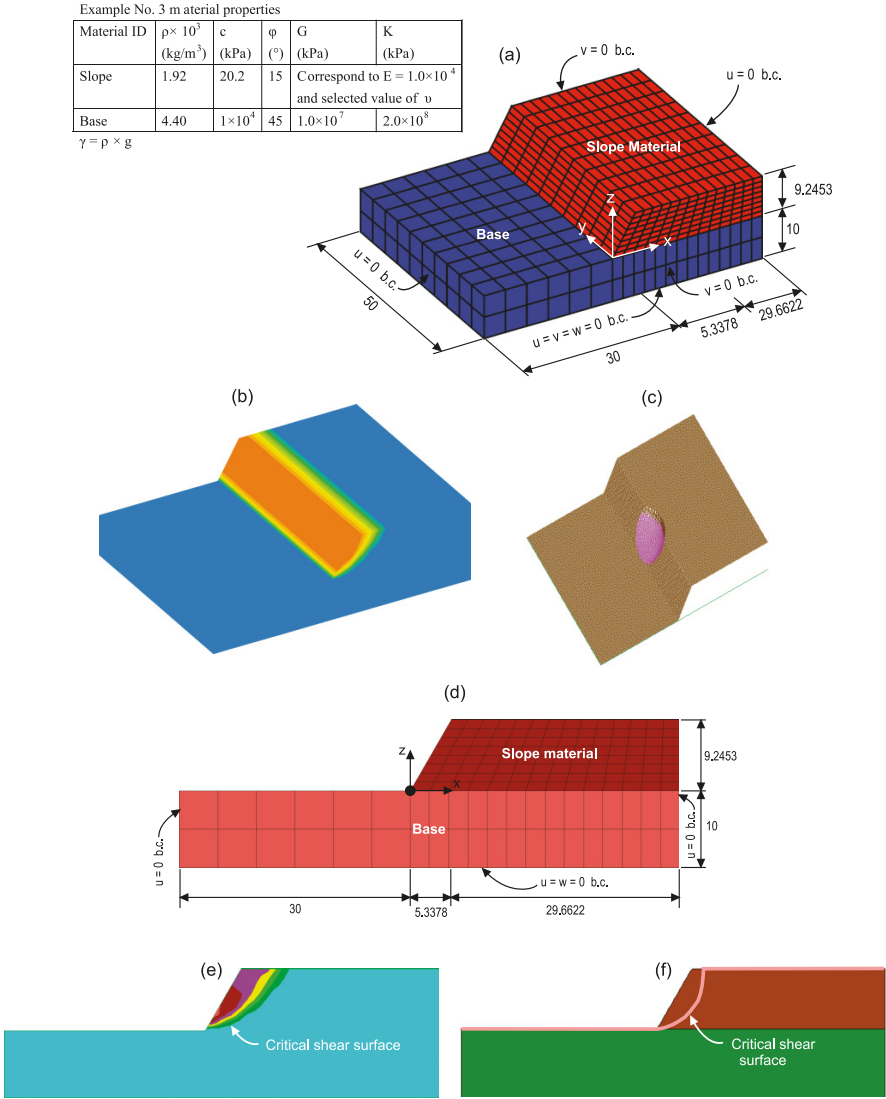 Example No. 3 m aterial properties
Material ID ρ× 10³ c φ G K
(kg/m³) (kPa) (°) (kPa) (kPa)
Slope 1.92 20.2 15 Correspond to E = 1.0×10 ⁴
and selected value of υ
Base 4.40 1×10⁴ 45 1.0×10⁷ 2.0×10⁸
γ = ρ × g
(a)
v = 0 b.c.
u = 0 b.c.
Slope Material
9.2453
10
z
y
x
Base
u = 0 b.c.
v = 0 b.c.
u = v = w = 0 b.c.
50
30
5.3378
29.6622
(b)
(c)
(d)
z
x
Slope material
9.2453
Base
10
u = 0 b.c.
u = 0 b.c.
u = w = 0 b.c.
30
5.3378
29.6622
(e)
Critical shear surface
(f)
Critical shear
surface